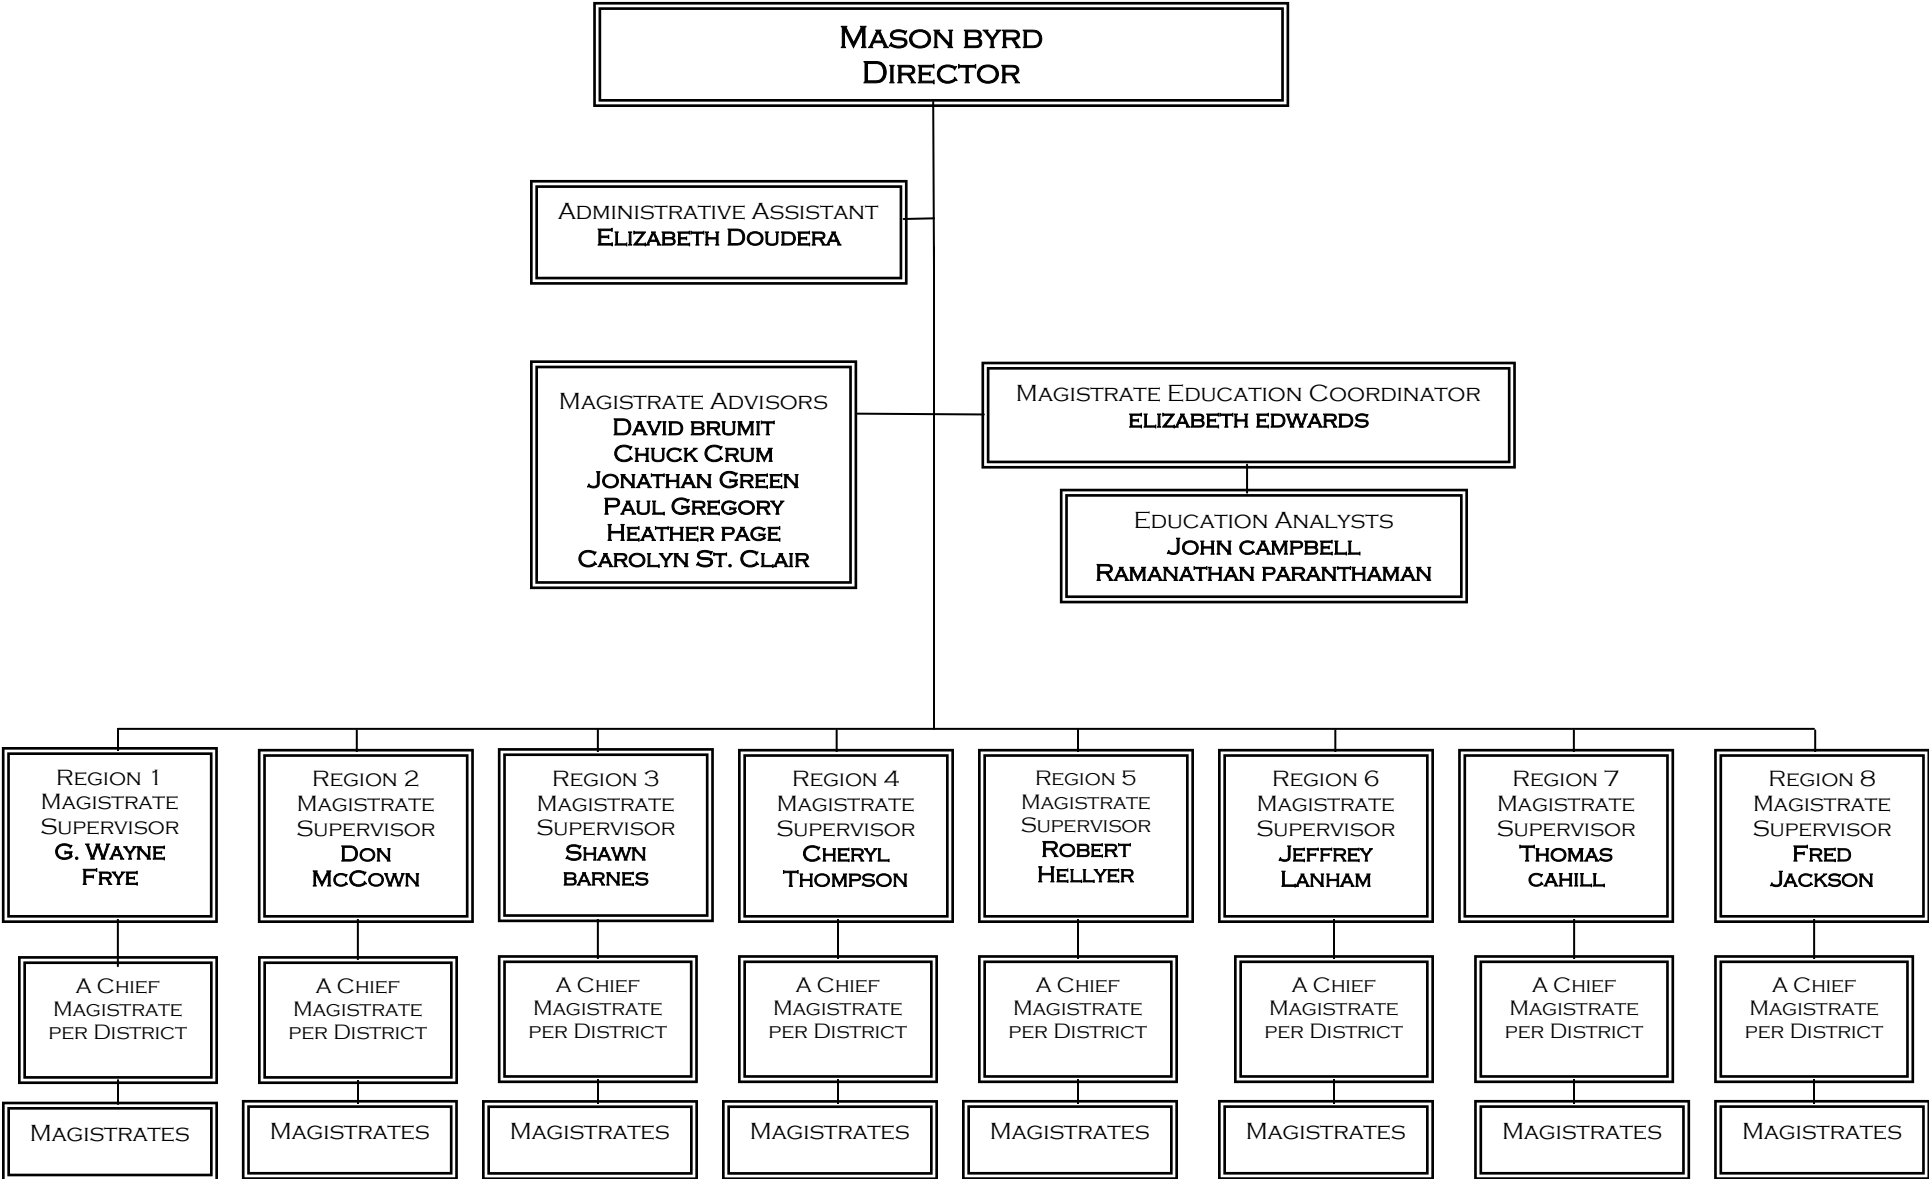 Mason byrd
Director
Administrative Assistant
Elizabeth Doudera
Magistrate Advisors
David brumit
Chuck Crum
Jonathan Green
Paul Gregory
Heather page
Carolyn St. Clair
Magistrate Education Coordinator
elizabeth edwards
Education Analysts
John campbell
Ramanathan paranthaman
Region 1
Magistrate
Supervisor
G. Wayne
Frye
Region 2
Magistrate
Supervisor
Don
McCown
Region 3
Magistrate
Supervisor
Shawn
barnes
Region 4
Magistrate
Supervisor
Cheryl
Thompson
Region 5
Magistrate
Supervisor
Robert
Hellyer
Region 6
Magistrate
Supervisor
Jeffrey
Lanham
Region 7
Magistrate
Supervisor
Thomas
cahill
Region 8
Magistrate
Supervisor
Fred
Jackson
A Chief
Magistrate
per District
A Chief
Magistrate
per District
A Chief
Magistrate
per District
A Chief
Magistrate
per District
A Chief
Magistrate
per District
A Chief
Magistrate
per District
A Chief
Magistrate
per District
A Chief
Magistrate
per District
Magistrates
Magistrates
Magistrates
Magistrates
Magistrates
Magistrates
Magistrates
Magistrates